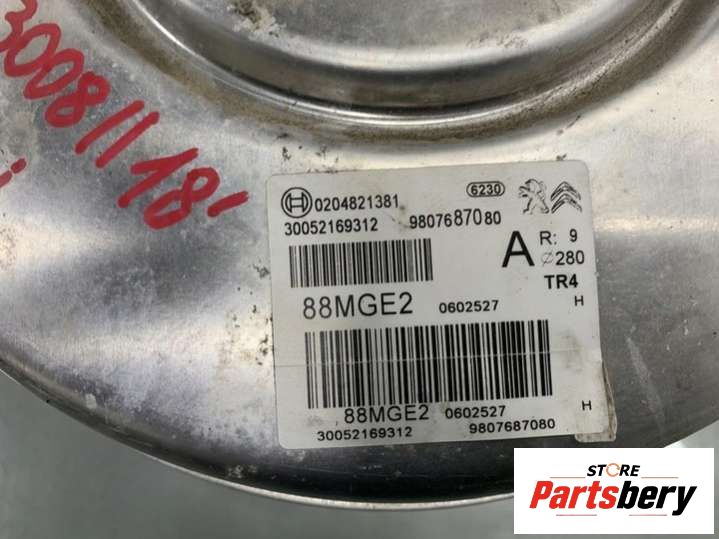 3008 II 18'
0204821381
6230
30052169312
9807687080
A
R: 9
∅280
TR4
88MGE2
0602527
H
88MGE2
0602527
H
30052169312
9807687080
STORE
Partsbery